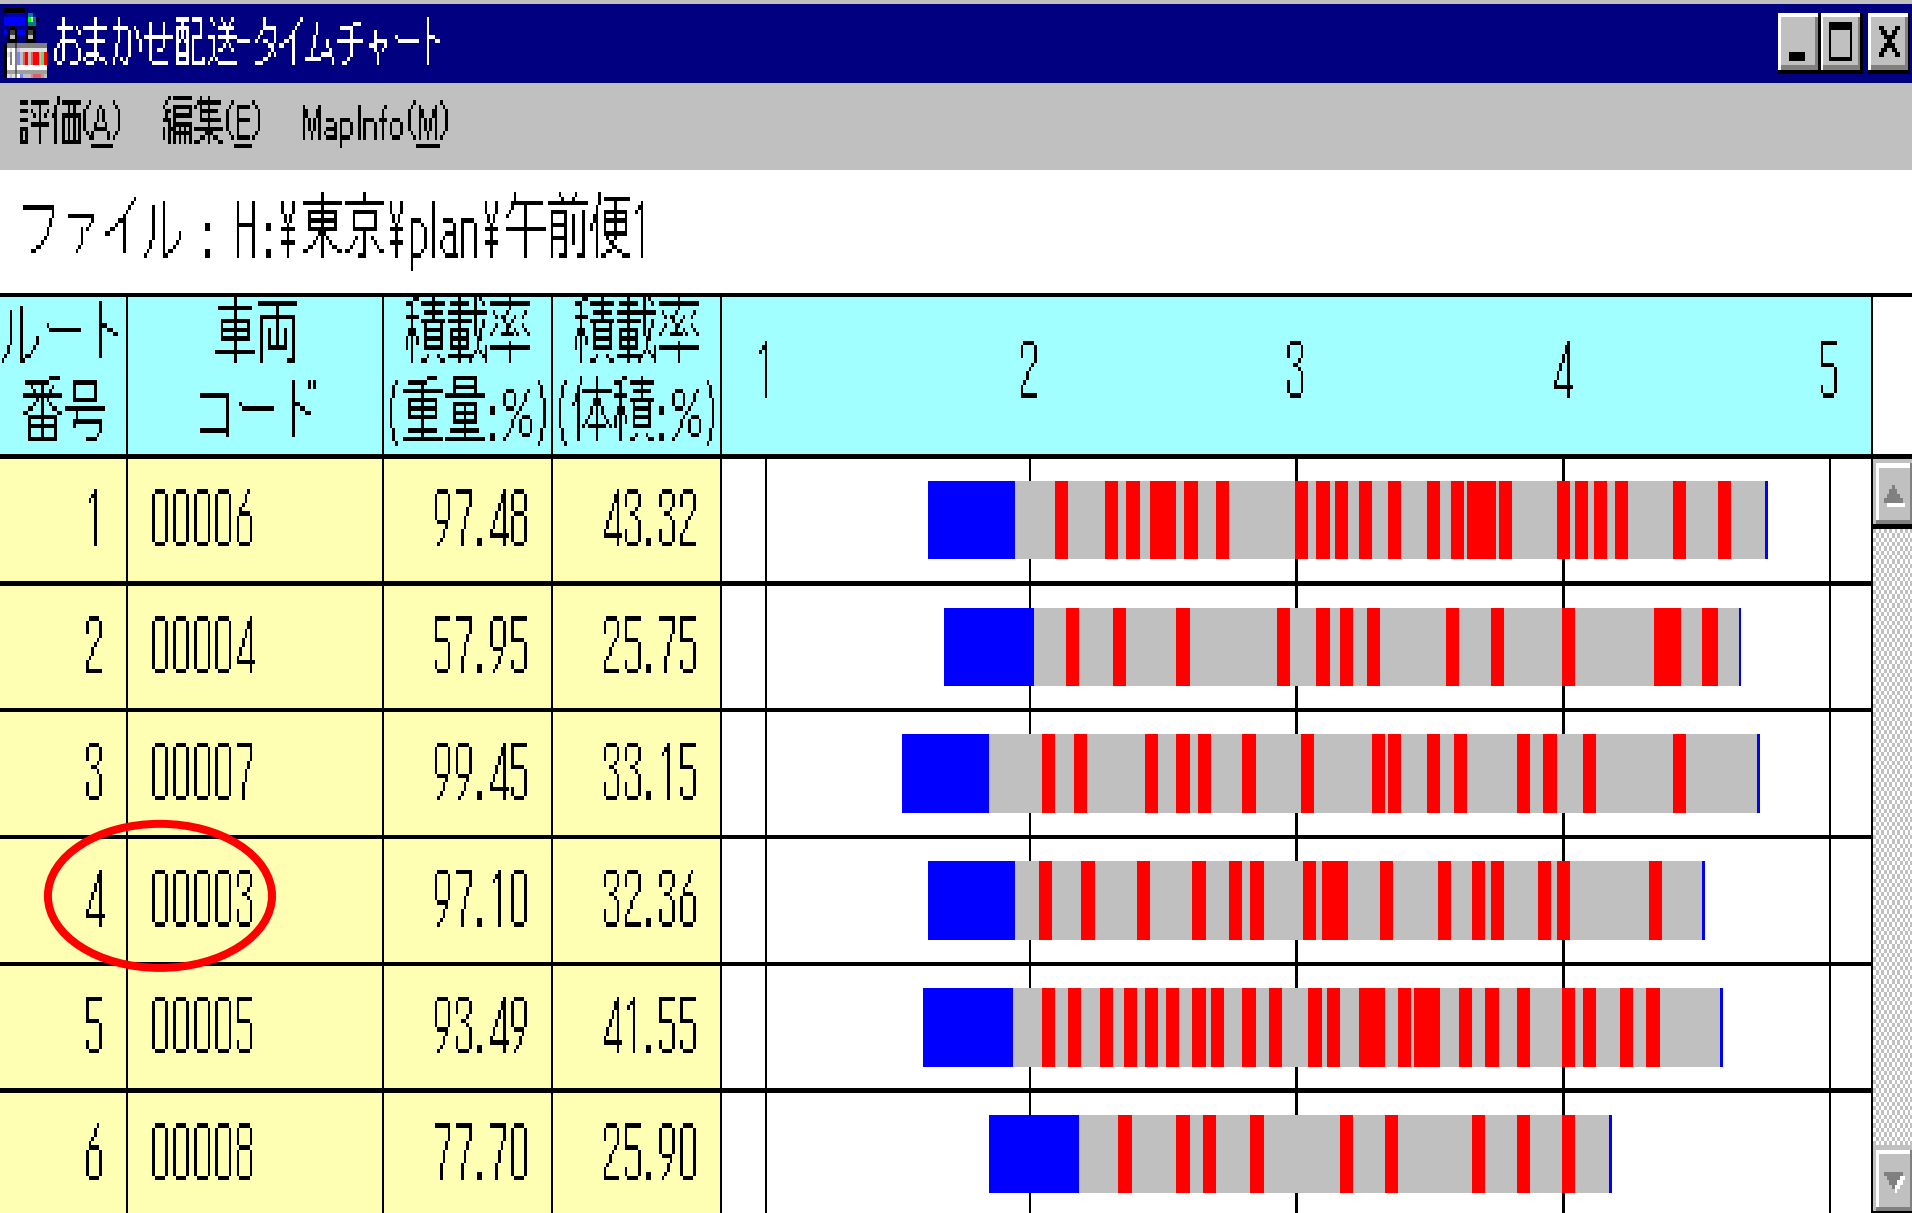 おまかせ配送-タイムチャート
評価(A) 編集(E) MapInfo(M)
ファイル : H:¥東京¥plan¥午前便1
ルート番号 車両コード 積載率(重量:%) 積載率(体積:%) 1 2 3 4 5
1 00006 97.48 43.32
2 00004 57.95 25.75
3 00007 99.45 33.15
4 00003 97.10 32.36
5 00005 93.49 41.55
6 00008 77.70 25.90